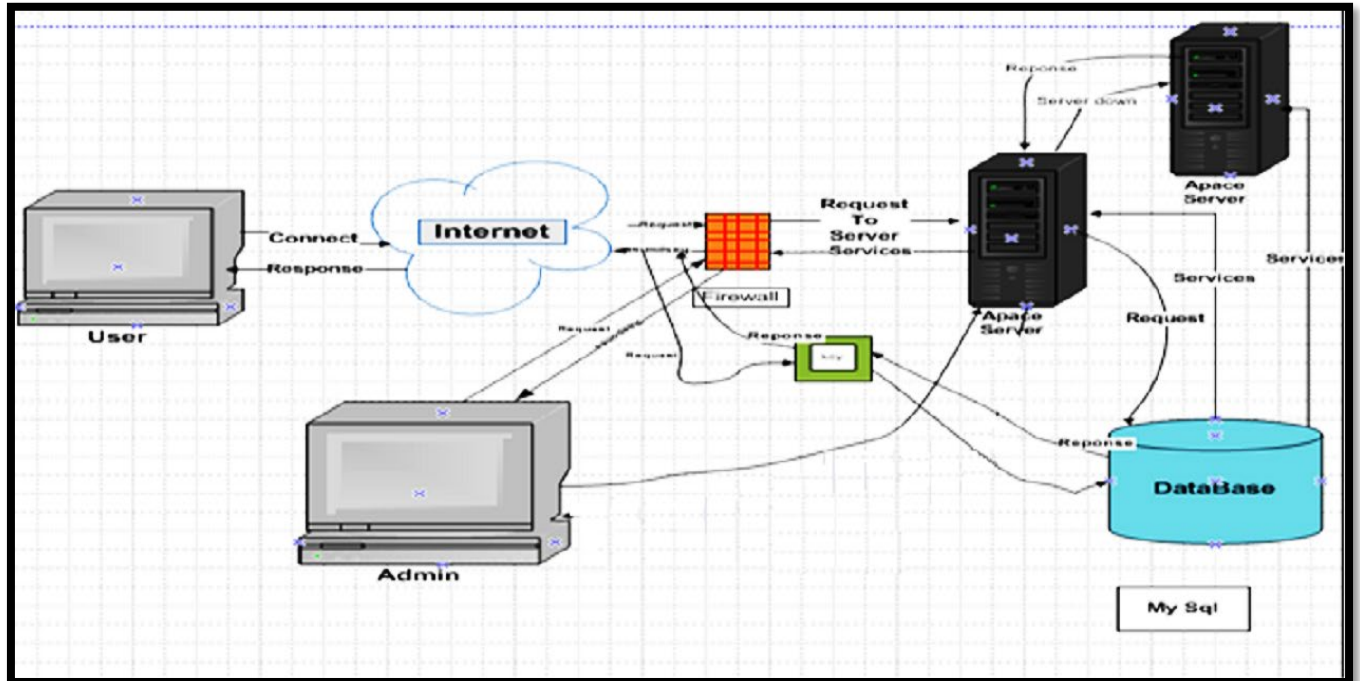 Reponse
Server down
Apace
Server
Connect
Internet
Response
User
Request
Request
To
Server
Services
Firewall
Apace
Server
Services
Services
Request
Request
Request
Reponse
Reponse
DataBase
Admin
My Sql